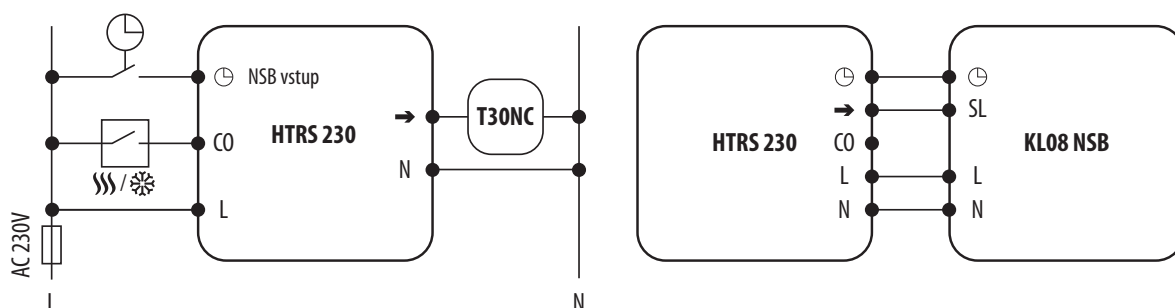 NSB vstup
HTRS 230
CO
L
➔
N
T30NC
/
AC 230V
L
N
HTRS 230
➔
CO
L
N
SL
L
N
KL08 NSB